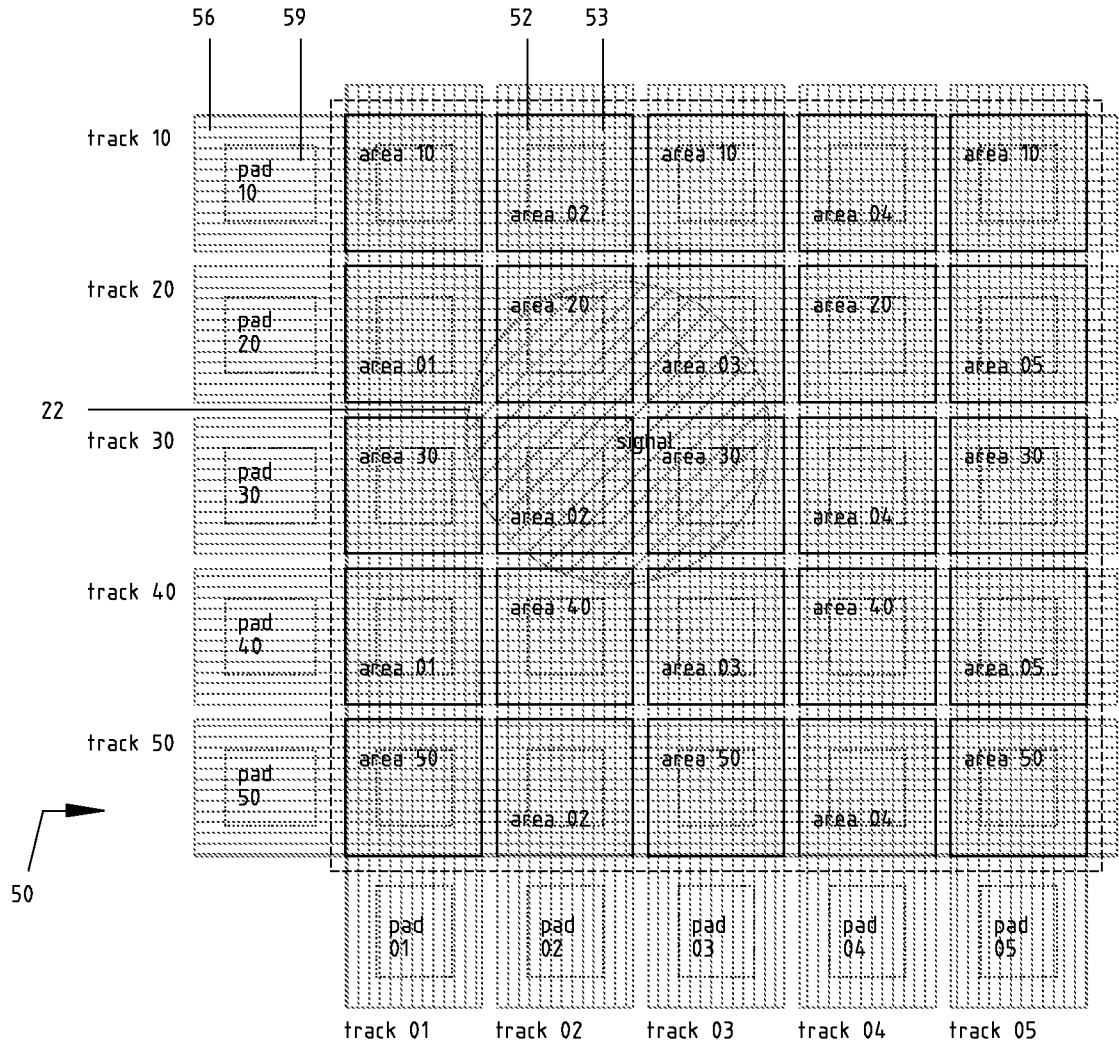 56 59 52 53
track 10
area 10 area 10 area 10
pad
10
area 02 area 04
track 20
area 20 area 20
pad
20
area 01 area 03 area 05
22
track 30
signal
area 30 area 30 area 30
pad
30
area 02 area 04
track 40
area 40 area 40
pad
40
area 01 area 03 area 05
track 50
area 50 area 50 area 50
pad
50
area 02 area 04
50
pad pad pad pad pad
01 02 03 04 05
track 01 track 02 track 03 track 04 track 05